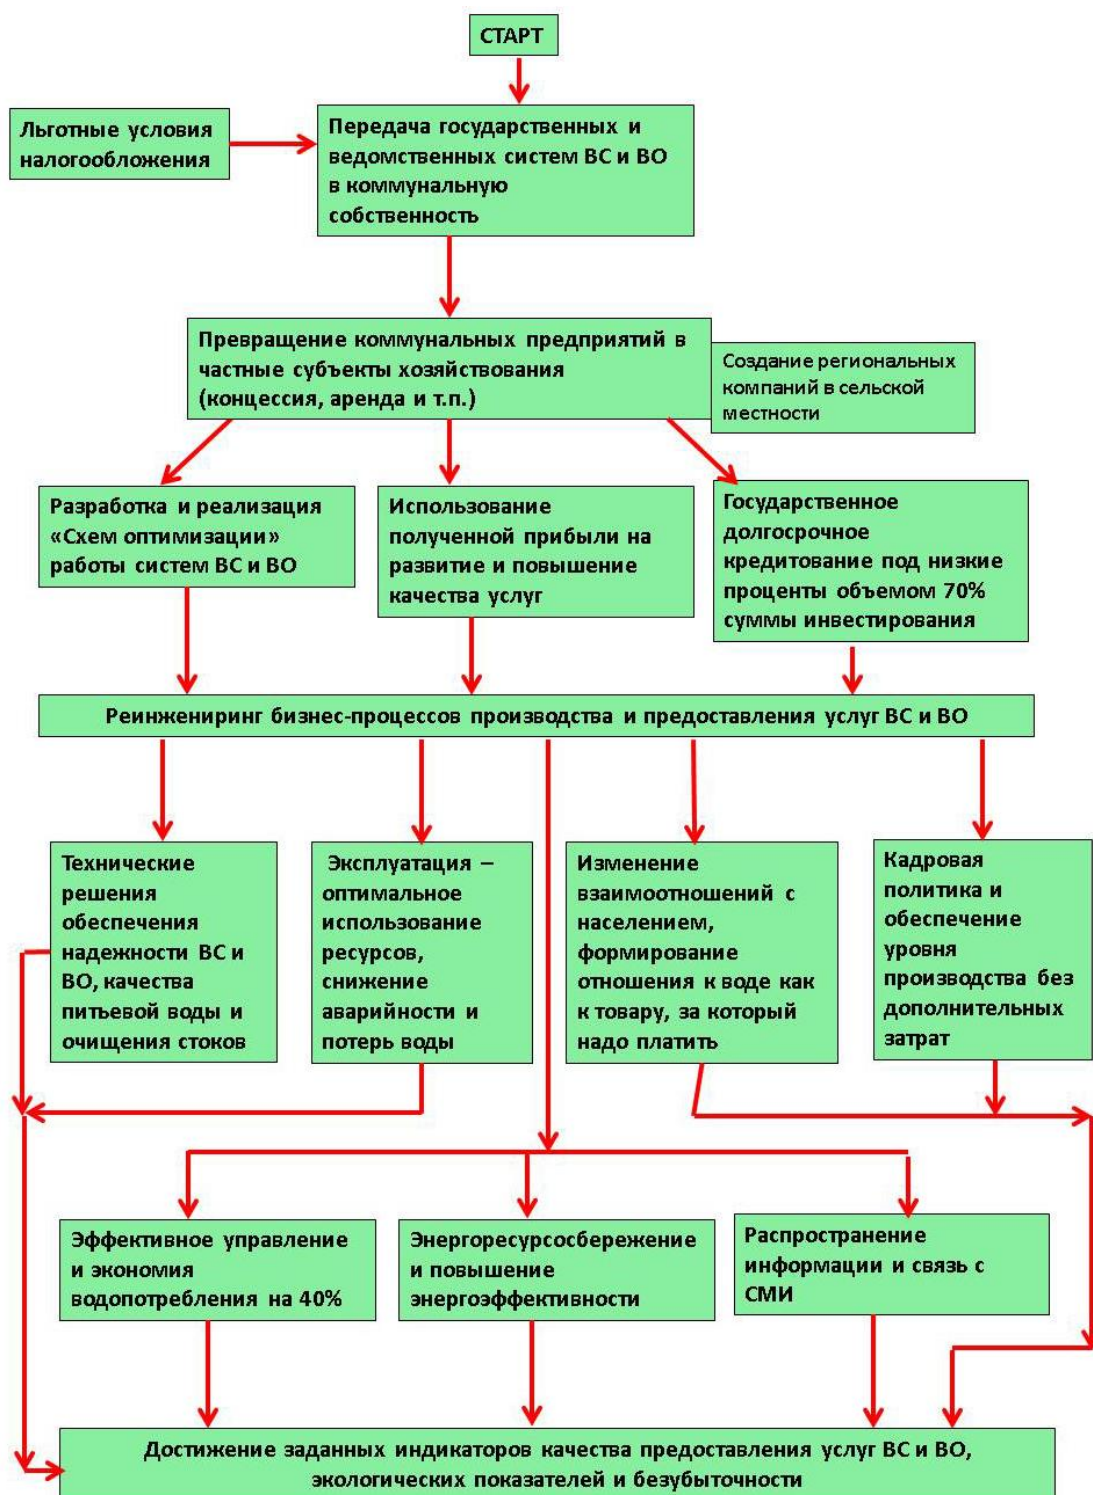 СТАРТ
Льготные условия
налогообложения
Передача государственных и
ведомственных систем ВС и ВО
в коммунальную
собственность
Превращение коммунальных предприятий в
частные субъекты хозяйствования
(концессия, аренда и т.п.)
Создание региональных
компаний в сельской
местности
Разработка и реализация
«Схем оптимизации»
работы систем ВС и ВО
Использование
полученной прибыли на
развитие и повышение
качества услуг
Государственное
долгосрочное
кредитование под низкие
проценты объемом 70%
суммы инвестирования
Реинжениринг бизнес-процессов производства и предоставления услуг ВС и ВО
Технические
решения
обеспечения
надежности ВС и
ВО, качества
питьевой воды и
очищения стоков
Эксплуатация –
оптимальное
использование
ресурсов,
снижение
аварийности и
потерь воды
Изменение
взаимоотношений с
населением,
формирование
отношения к воде как
к товару, за который
надо платить
Кадровая
политика и
обеспечение
уровня
производства без
дополнительных
затрат
Эффективное управление
и экономия
водопотребления на 40%
Энергоресурсосбережение
и повышение
энергоэффективности
Распространение
информации и связь с
СМИ
Достижение заданных индикаторов качества предоставления услуг ВС и ВО,
экологических показателей и безубыточности